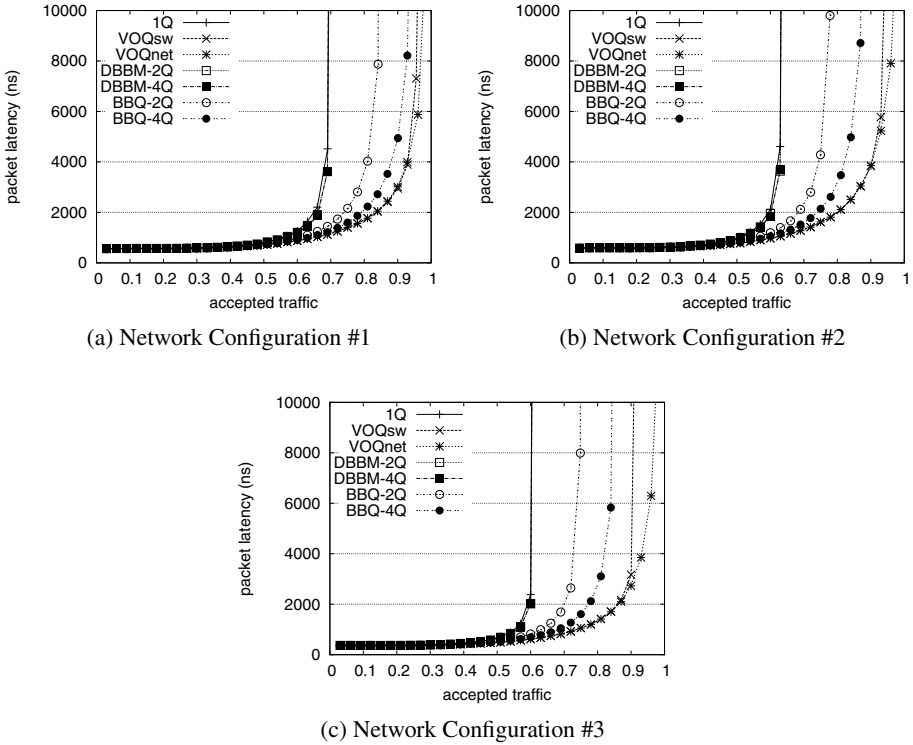 10000
8000
6000
4000
2000
0
packet latency (ns)
1Q
VOQsw
VOQnet
DBBM-2Q
DBBM-4Q
BBQ-2Q
BBQ-4Q
0 0.1 0.2 0.3 0.4 0.5 0.6 0.7 0.8 0.9 1
accepted traffic
(a) Network Configuration #1
10000
8000
6000
4000
2000
0
packet latency (ns)
1Q
VOQsw
VOQnet
DBBM-2Q
DBBM-4Q
BBQ-2Q
BBQ-4Q
0 0.1 0.2 0.3 0.4 0.5 0.6 0.7 0.8 0.9 1
accepted traffic
(b) Network Configuration #2
10000
8000
6000
4000
2000
0
packet latency (ns)
1Q
VOQsw
VOQnet
DBBM-2Q
DBBM-4Q
BBQ-2Q
BBQ-4Q
0 0.1 0.2 0.3 0.4 0.5 0.6 0.7 0.8 0.9 1
accepted traffic
(c) Network Configuration #3